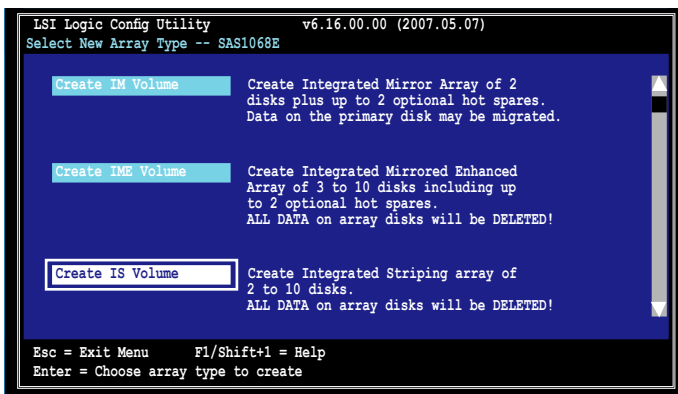 LSI Logic Config Utility v6.16.00.00 (2007.05.07)
Select New Array Type -- SAS1068E
Create IM Volume Create Integrated Mirror Array of 2
disks plus up to 2 optional hot spares.
Data on the primary disk may be migrated.
Create IME Volume Create Integrated Mirrored Enhanced
Array of 3 to 10 disks including up
to 2 optional hot spares.
ALL DATA on array disks will be DELETED!
Create IS Volume Create Integrated Striping array of
2 to 10 disks.
ALL DATA on array disks will be DELETED!
Esc = Exit Menu F1/Shift+1 = Help
Enter = Choose array type to create